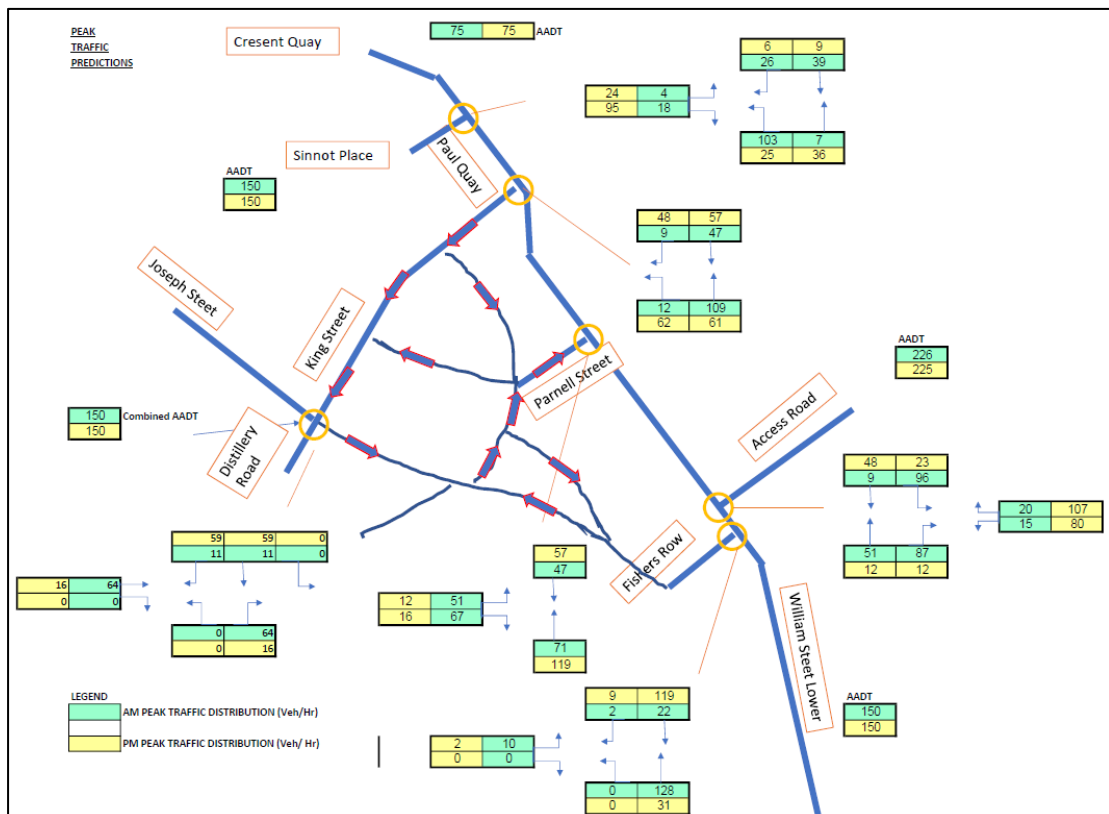 PEAK
TRAFFIC
PREDICTIONS
Cresent Quay
75 75 AADT
6 9
26 39
24 4
95 18
103 7
25 36
Sinnot Place
Paul Quay
AADT
150
150
48 57
9 47
12 109
62 61
Joseph Steet
King Street
Parnell Street
AADT
226
225
Access Road
150 Combined AADT
150
Distillery
Road
48 23
9 96
20 107
15 80
51 87
12 12
59 59 0
11 11 0
16 64
0 0
0 64
0 16
57
47
12 51
16 67
71
119
Fishers Row
William Steet Lower
LEGEND
AM PEAK TRAFFIC DISTRIBUTION (Veh/Hr)
PM PEAK TRAFFIC DISTRIBUTION (Veh/ Hr)
9 119
2 22
2 10
0 0
0 128
0 31
AADT
150
150